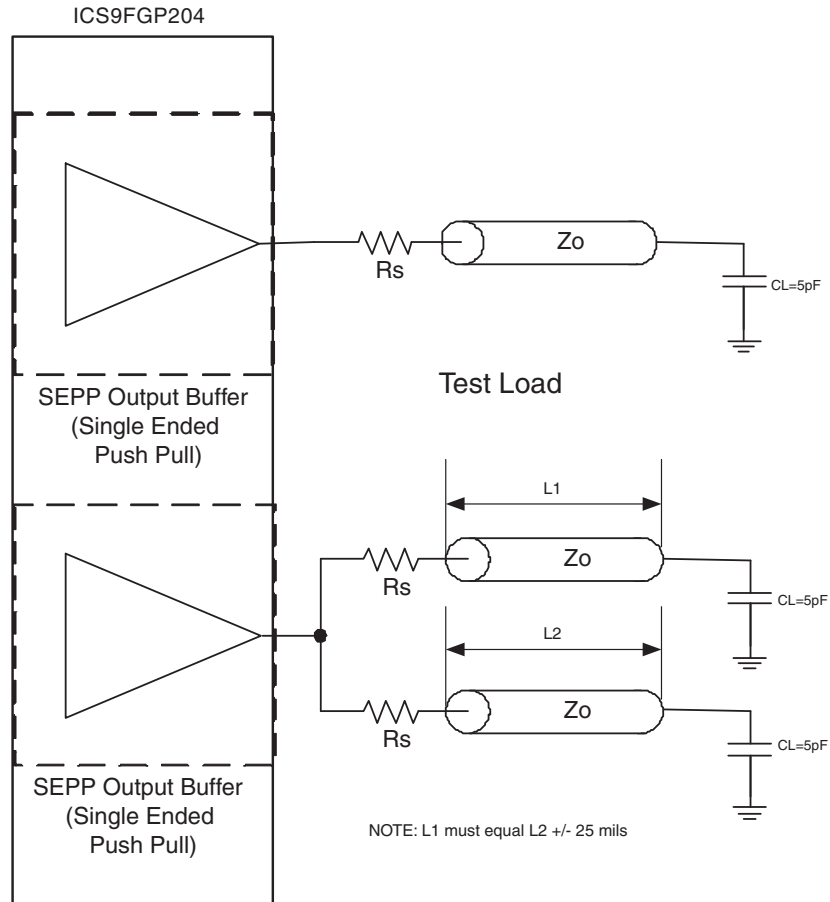 ICS9FGP204
Rs
Zo
CL=5pF
SEPP Output Buffer
(Single Ended
Push Pull)
Test Load
L1
Rs
Zo
CL=5pF
L2
Rs
Zo
CL=5pF
SEPP Output Buffer
(Single Ended
Push Pull)
NOTE: L1 must equal L2 +/- 25 mils